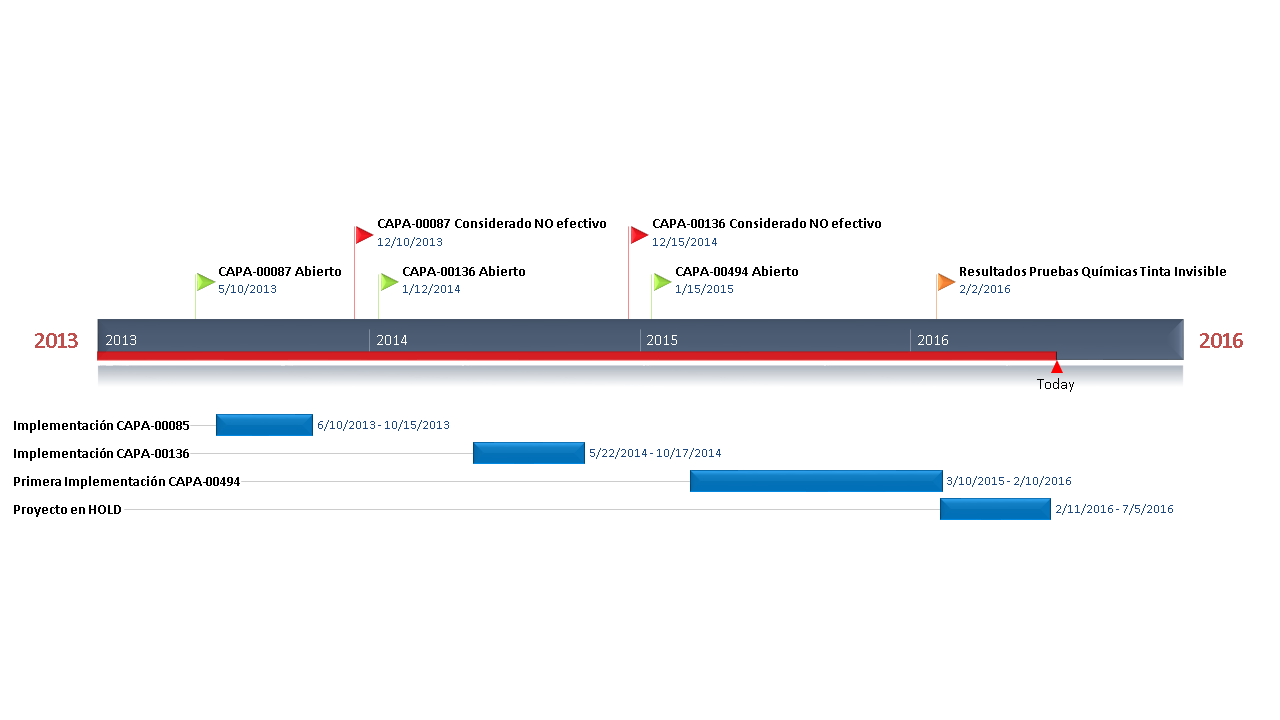 CAPA-00087 Considerado NO efectivo
12/10/2013
CAPA-00136 Considerado NO efectivo
12/15/2014
CAPA-00087 Abierto
5/10/2013
CAPA-00136 Abierto
1/12/2014
CAPA-00494 Abierto
1/15/2015
Resultados Pruebas Químicas Tinta Invisible
2/2/2016
2013
2013
2014
2015
2016
2016
Today
Implementación CAPA-00085
6/10/2013 - 10/15/2013
Implementación CAPA-00136
5/22/2014 - 10/17/2014
Primera Implementación CAPA-00494
3/10/2015 - 2/10/2016
Proyecto en HOLD
2/11/2016 - 7/5/2016